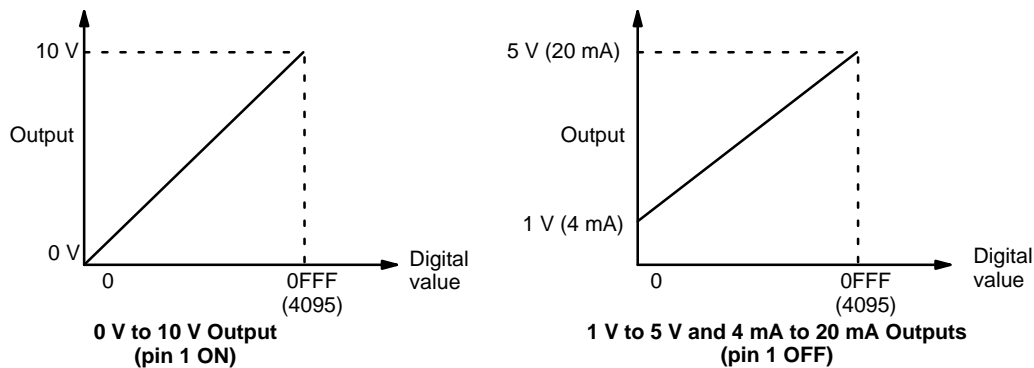 10 V
Output
0 V
0
0FFF
(4095)
Digital
value
0 V to 10 V Output
(pin 1 ON)
5 V (20 mA)
Output
1 V (4 mA)
0
0FFF
(4095)
Digital
value
1 V to 5 V and 4 mA to 20 mA Outputs
(pin 1 OFF)